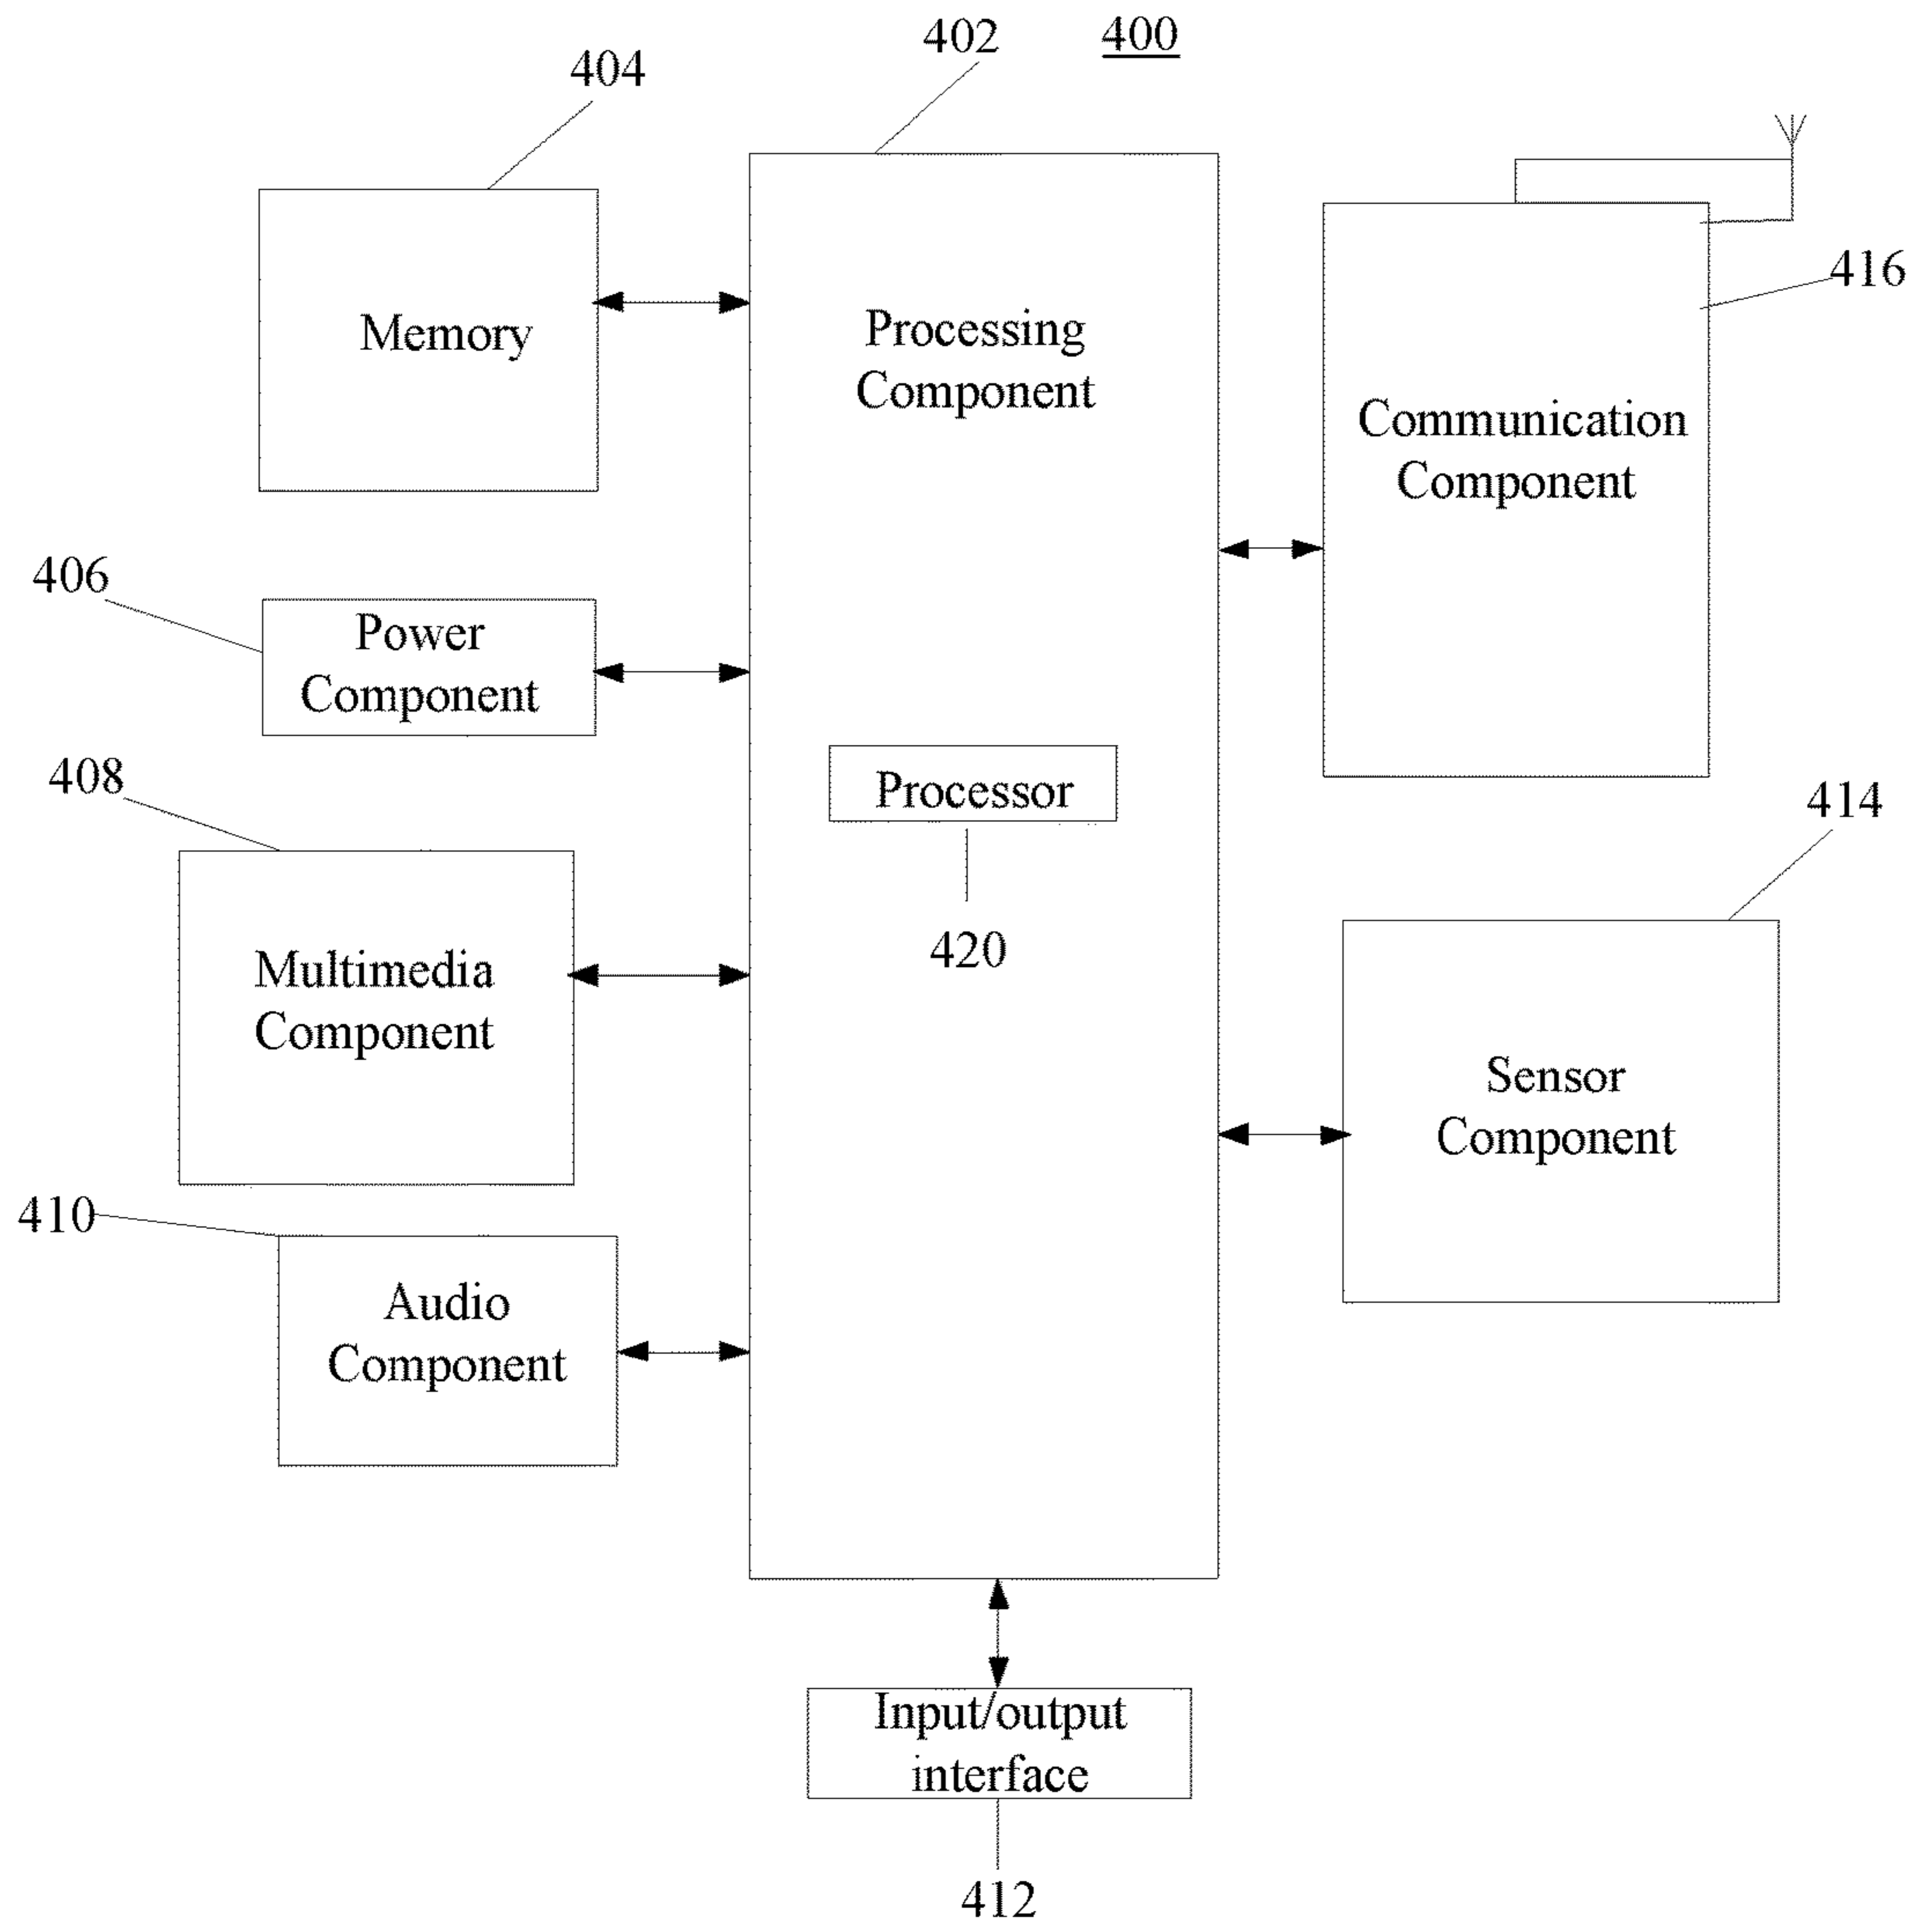 402
400
404
Memory
Processing
Component
416
Communication
Component
406
Power
Component
408
Processor
414
420
Multimedia
Component
Sensor
Component
410
Audio
Component
Input/output
interface
412